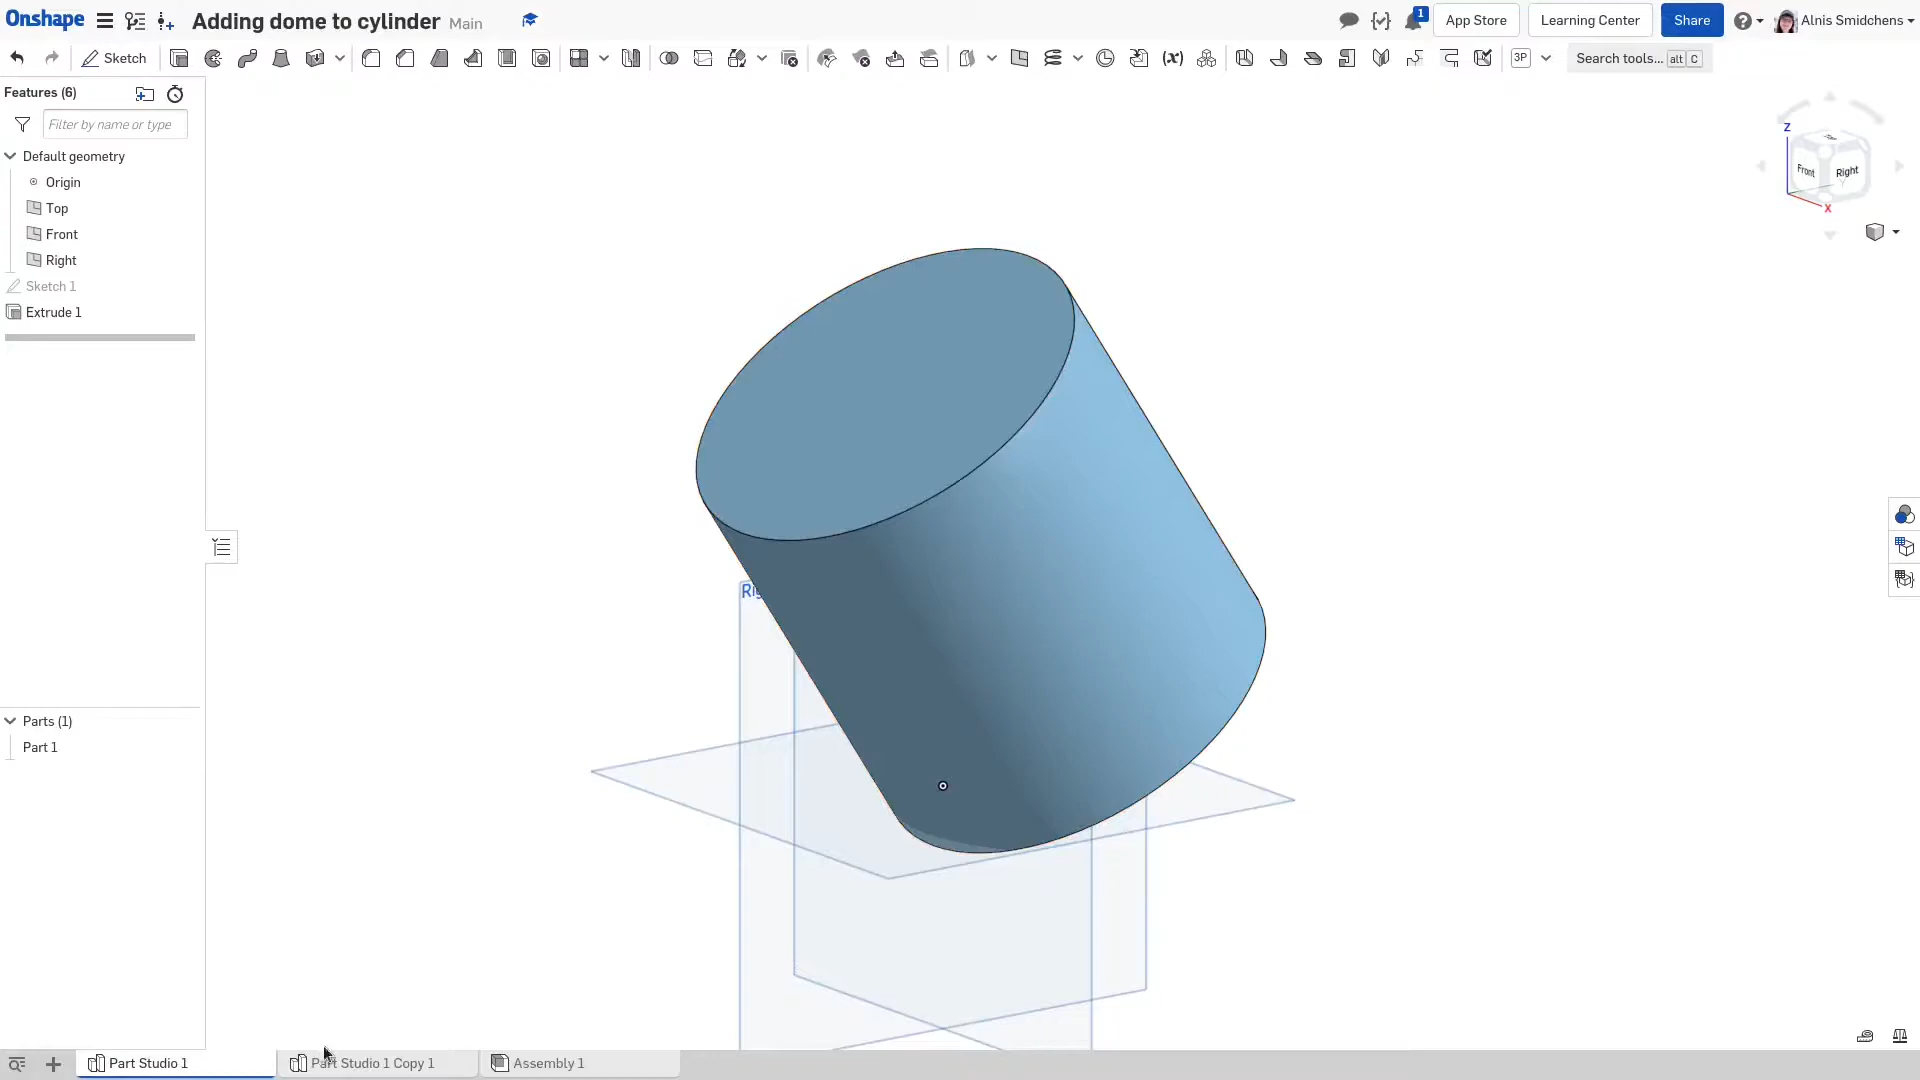 Onshape
Adding dome to cylinder Main
1
App Store
Learning Center
Share
Alnis Smidchens
Sketch
3P
Search tools... alt C
Features (6)
Filter by name or type
Default geometry
Origin
Top
Front
Right
Sketch 1
Extrude 1
Parts (1)
Part 1
Z
Top
Front
Right
Y
X
Part Studio 1
Part Studio 1 Copy 1
Assembly 1